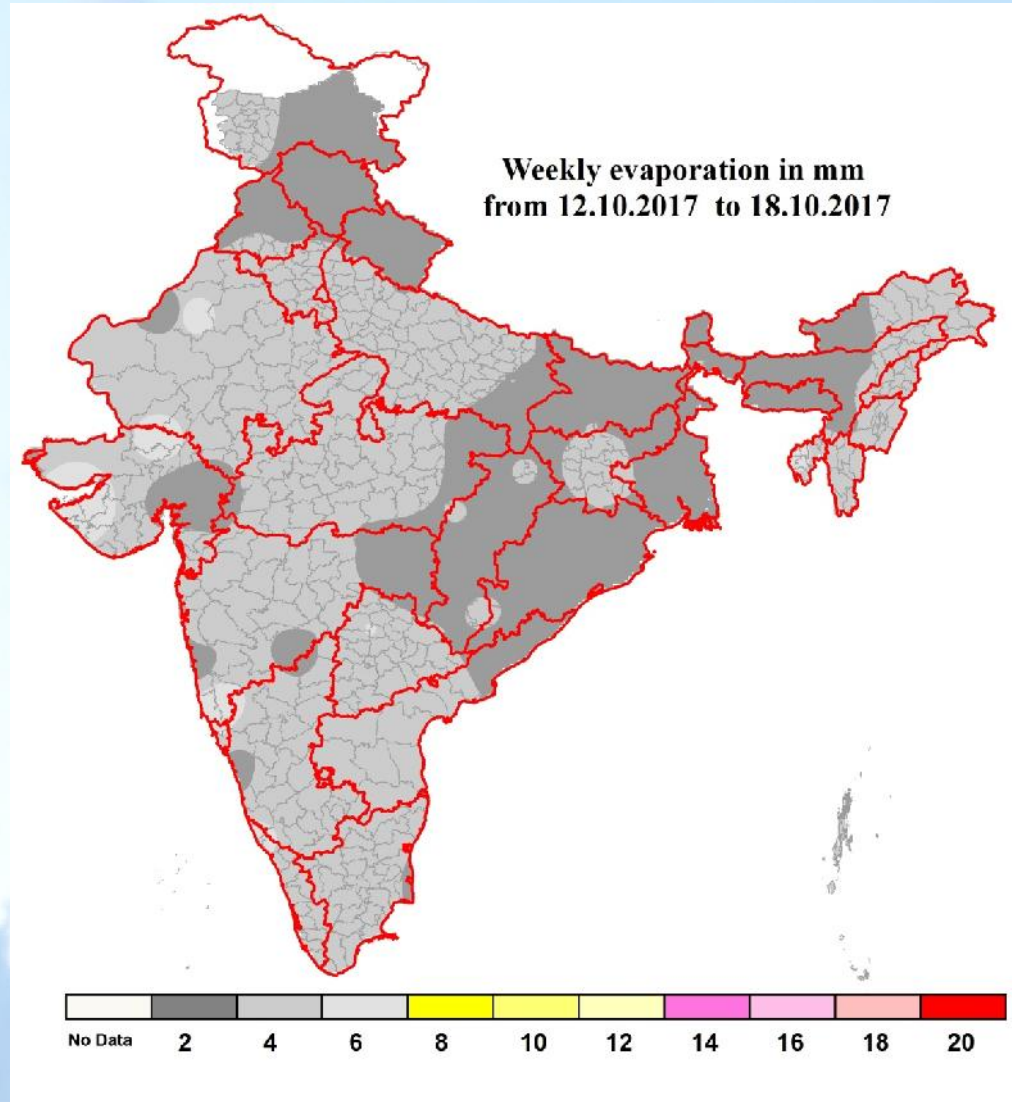 Weekly evaporation in mm
from 12.10.2017 to 18.10.2017
No Data 2 4 6 8 10 12 14 16 18 20